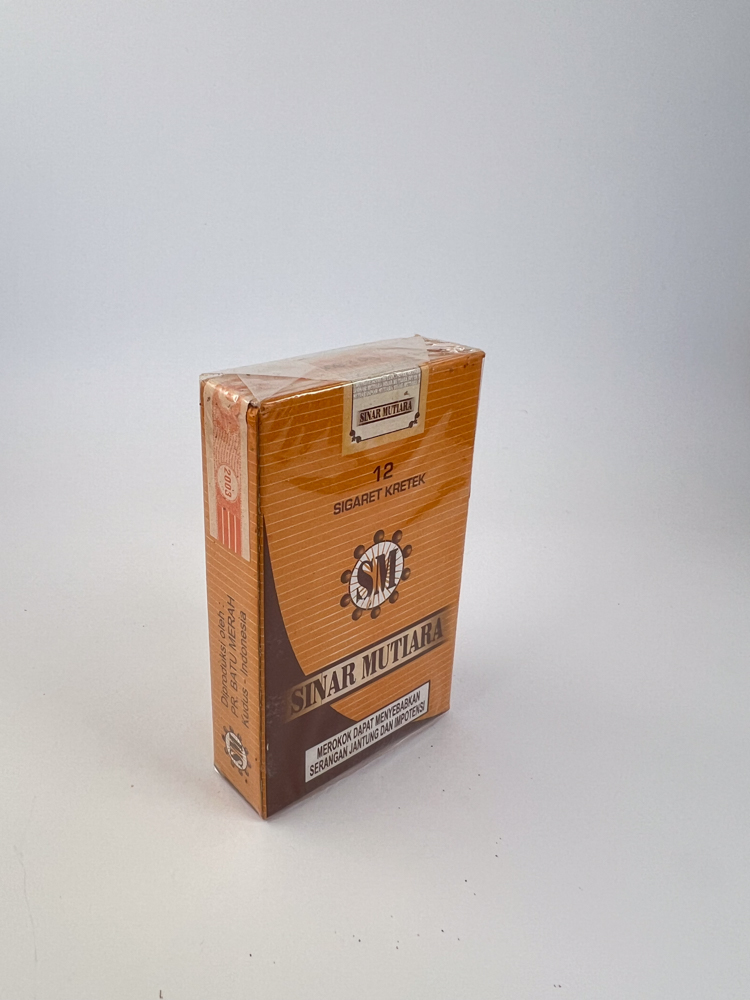 SINAR MUTIARA
12
SIGARET KRETEK
SM
SINAR MUTIARA
MEROKOK DAPAT MENYEBABKAN
SERANGAN JANTUNG DAN IMPOTENSI
2003
Diproduksi oleh :
PR. BATU MERAH
Kudus - Indonesia
SM